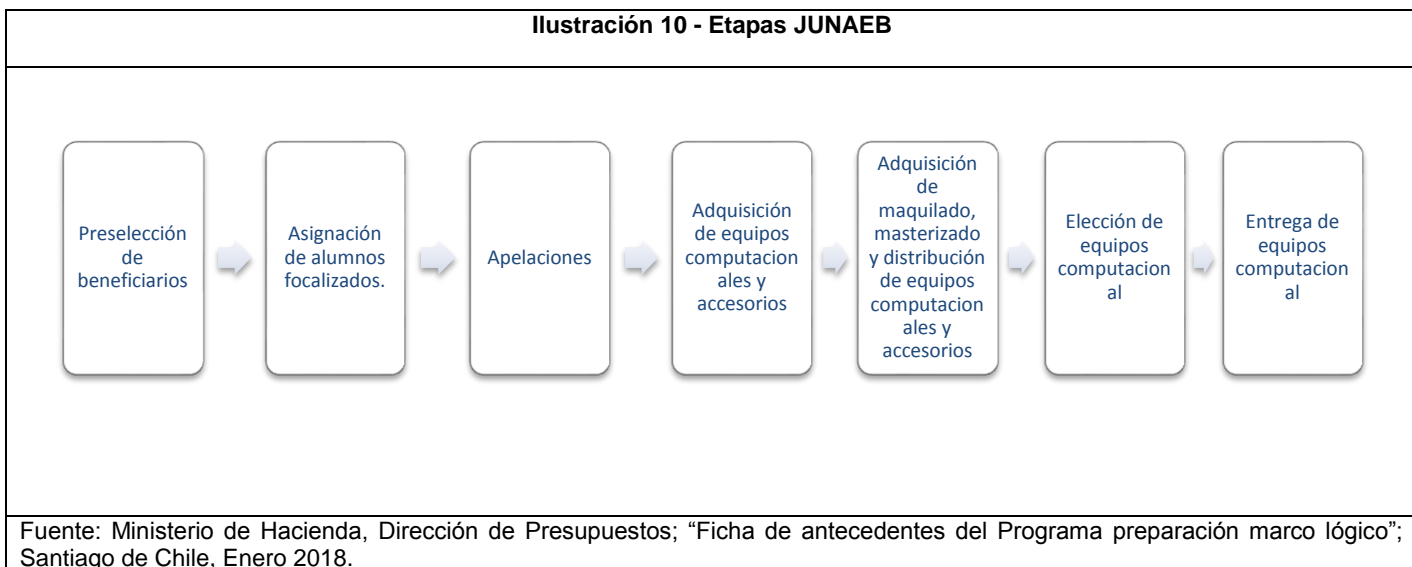 Ilustración 10 - Etapas JUNAEB
Preselección
de
beneficiarios
Asignación
de alumnos
focalizados.
Apelaciones
Adquisición
de equipos
computacion
ales y
accesorios
Adquisición
de
maquilado,
masterizado
y distribución
de equipos
computacion
ales y
accesorios
Elección de
equipos
computacion
al
Entrega de
equipos
computacion
al
Fuente: Ministerio de Hacienda, Dirección de Presupuestos; “Ficha de antecedentes del Programa preparación marco lógico”;
Santiago de Chile, Enero 2018.